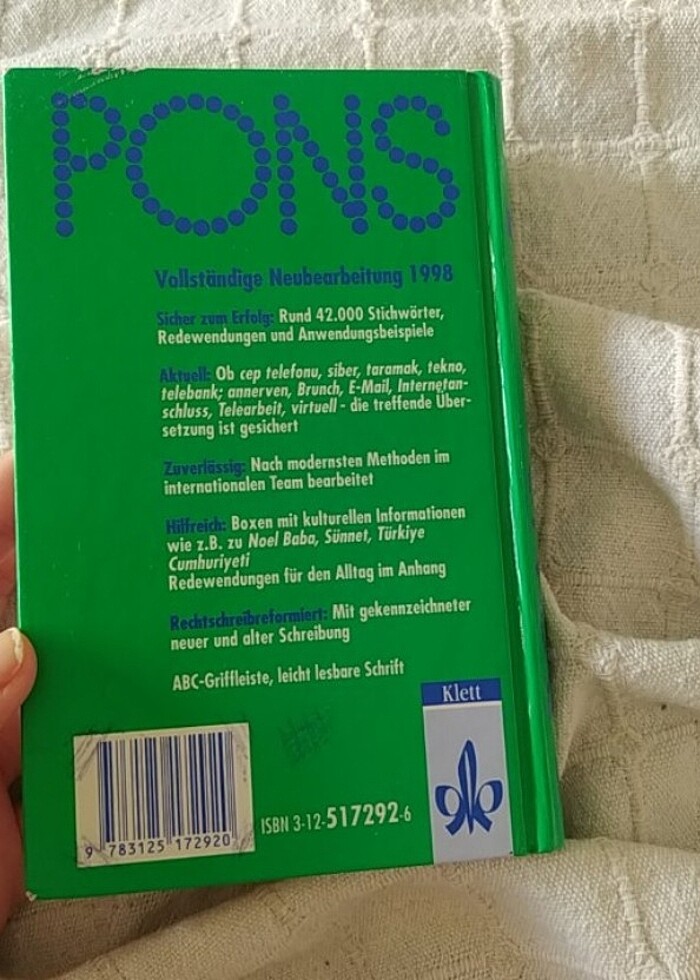 PONS
Vollständige Neubearbeitung 1998
Sicher zum Erfolg: Rund 42.000 Stichwörter,
Redewendungen und Anwendungsbeispiele
Aktuell: Ob cep telefonu, siber, taramak, tekno,
telebank; annerven, Brunch, E-Mail, Internetan-
schluss, Telearbeit, virtuell - die treffende Über-
setzung ist gesichert
Zuverlässig: Nach modernsten Methoden im
internationalen Team bearbeitet
Hilfreich: Boxen mit kulturellen Informationen
wie z.B. zu Noel Baba, Sünnet, Türkiye
Cumhuriyeti
Redewendungen für den Alltag im Anhang
Rechtschreibreformiert: Mit gekennzeichneter
neuer und alter Schreibung
ABC-Griffleiste, leicht lesbare Schrift
Klett
ISBN 3-12-517292-6
9 783125 172920